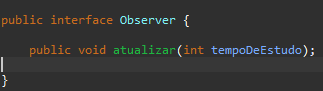 public interface Observer {
public void atualizar(int tempoDeEstudo);
}